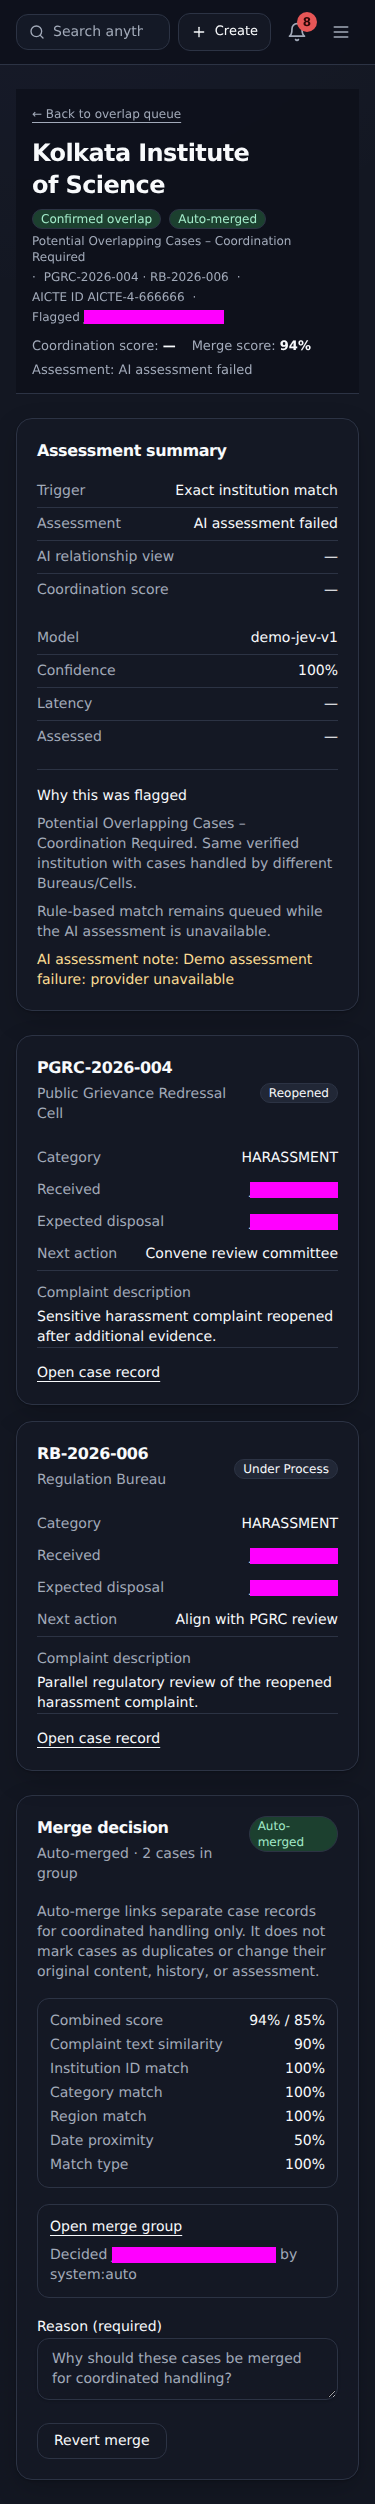 Search anyth
+ Create
8
← Back to overlap queue
Kolkata Institute
of Science
Confirmed overlap
Auto-merged
Potential Overlapping Cases – Coordination
Required
· PGRC-2026-004 · RB-2026-006 ·
AICTE ID AICTE-4-666666 ·
Flagged
Coordination score: — Merge score: 94%
Assessment: AI assessment failed
Assessment summary
Trigger Exact institution match
Assessment AI assessment failed
AI relationship view —
Coordination score —
Model demo-jev-v1
Confidence 100%
Latency —
Assessed —
Why this was flagged
Potential Overlapping Cases –
Coordination Required. Same verified
institution with cases handled by different
Bureaus/Cells.
Rule-based match remains queued while
the AI assessment is unavailable.
AI assessment note: Demo assessment
failure: provider unavailable
PGRC-2026-004
Public Grievance Redressal
Cell
Reopened
Category HARASSMENT
Received
Expected disposal
Next action Convene review committee
Complaint description
Sensitive harassment complaint reopened
after additional evidence.
Open case record
RB-2026-006
Regulation Bureau
Under Process
Category HARASSMENT
Received
Expected disposal
Next action Align with PGRC review
Complaint description
Parallel regulatory review of the reopened
harassment complaint.
Open case record
Merge decision
Auto-merged · 2 cases in
group
Auto-
merged
Auto-merge links separate case records
for coordinated handling only. It does not
mark cases as duplicates or change their
original content, history, or assessment.
Combined score 94% / 85%
Complaint text similarity 90%
Institution ID match 100%
Category match 100%
Region match 100%
Date proximity 50%
Match type 100%
Open merge group
Decided by
system:auto
Reason (required)
Why should these cases be merged
for coordinated handling?
Revert merge